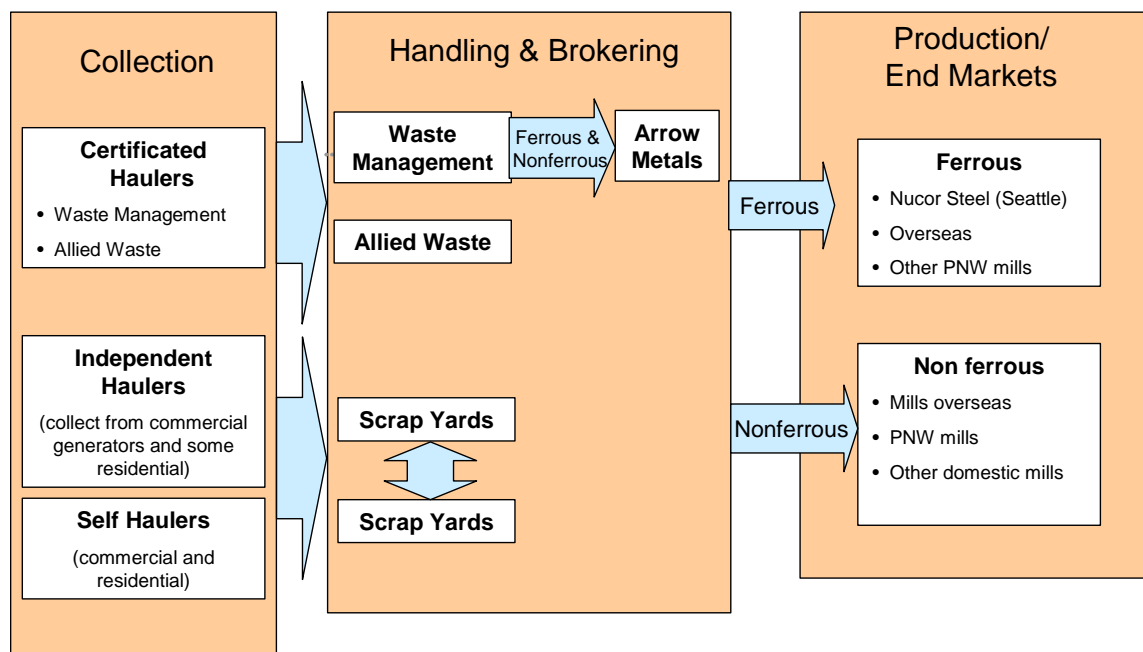 Collection
Certificated
Haulers
• Waste Management
• Allied Waste
Independent
Haulers
(collect from commercial
generators and some
residential)
Self Haulers
(commercial and
residential)
Handling & Brokering
Waste
Management
Ferrous &
Nonferrous
Arrow
Metals
Allied Waste
Scrap Yards
Scrap Yards
Ferrous
Nonferrous
Production/
End Markets
Ferrous
• Nucor Steel (Seattle)
• Overseas
• Other PNW mills
Non ferrous
• Mills overseas
• PNW mills
• Other domestic mills